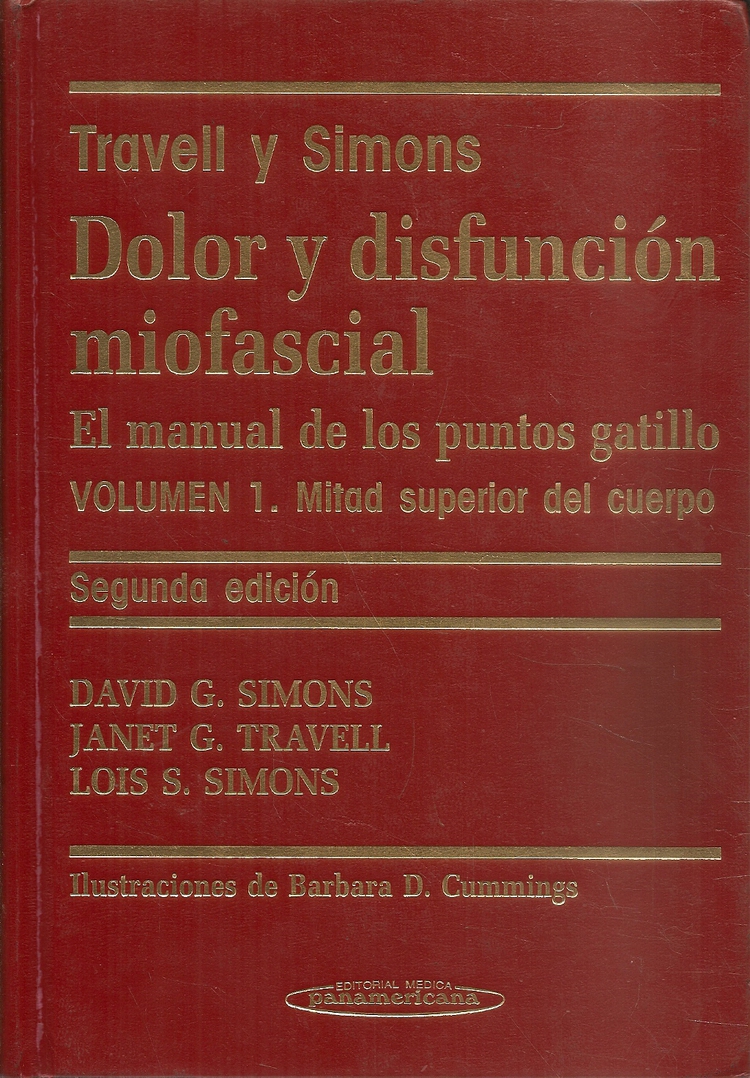 Travell y Simons
Dolor y disfunción
miofascial
El manual de los puntos gatillo
VOLUMEN 1. Mitad superior del cuerpo
Segunda edición
DAVID G. SIMONS
JANET G. TRAVELL
LOIS S. SIMONS
Ilustraciones de Barbara D. Cummings
EDITORIAL MEDICA
panamericana